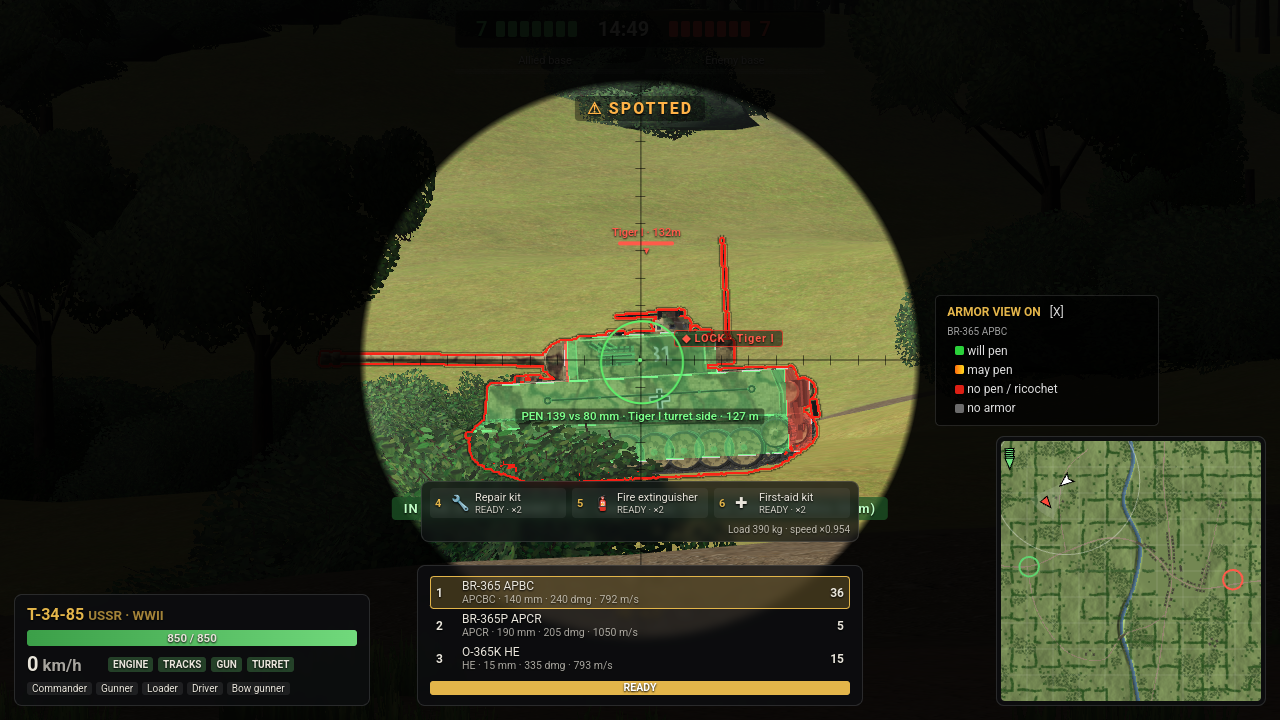 7 14:49 7
Allied base Enemy base
⚠ SPOTTED
Tiger I · 132m
◆ LOCK · Tiger I
31
PEN 139 vs 80 mm · Tiger I turret side · 127 m
ARMOR VIEW ON [X]
BR-365 APBC
will pen
may pen
no pen / ricochet
no armor
IN m)
4 Repair kit
READY · ×2
5 Fire extinguisher
READY · ×2
6 First-aid kit
READY · ×2
Load 390 kg · speed ×0.954
1 BR-365 APBC 36
APCBC · 140 mm · 240 dmg · 792 m/s
2 BR-365P APCR 5
APCR · 190 mm · 205 dmg · 1050 m/s
3 O-365K HE 15
HE · 15 mm · 335 dmg · 793 m/s
READY
T-34-85 USSR · WWII
850 / 850
0 km/h ENGINE TRACKS GUN TURRET
Commander Gunner Loader Driver Bow gunner